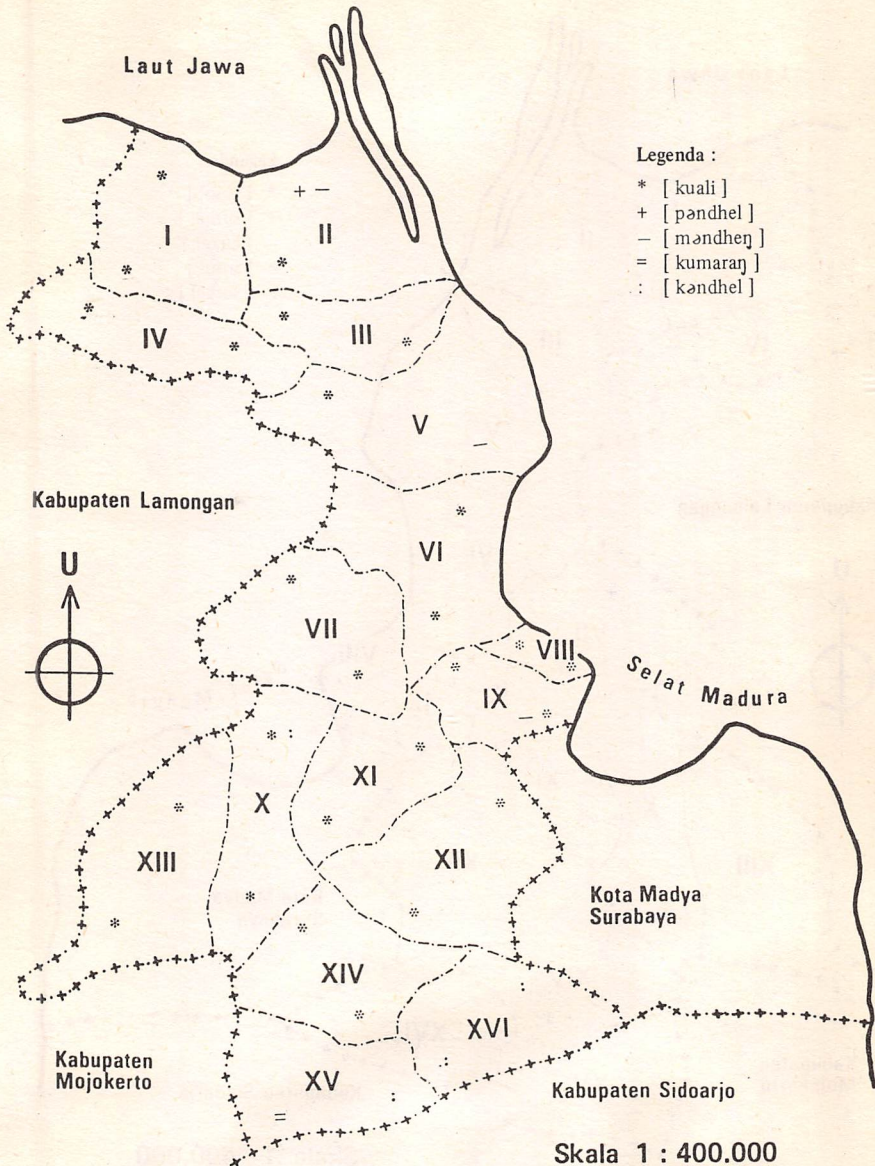 Laut Jawa
Legenda :
* [ kuali ]
+ [ pəndhel ]
– [ məndheŋ ]
= [ kumaraŋ ]
: [ kəndhel ]
I
II
III
IV
V
Kabupaten Lamongan
U
VI
VII
VIII
Selat Madura
IX
X
XI
XII
XIII
Kota Madya
Surabaya
XIV
XVI
XV
Kabupaten
Mojokerto
Kabupaten Sidoarjo
Skala 1 : 400.000